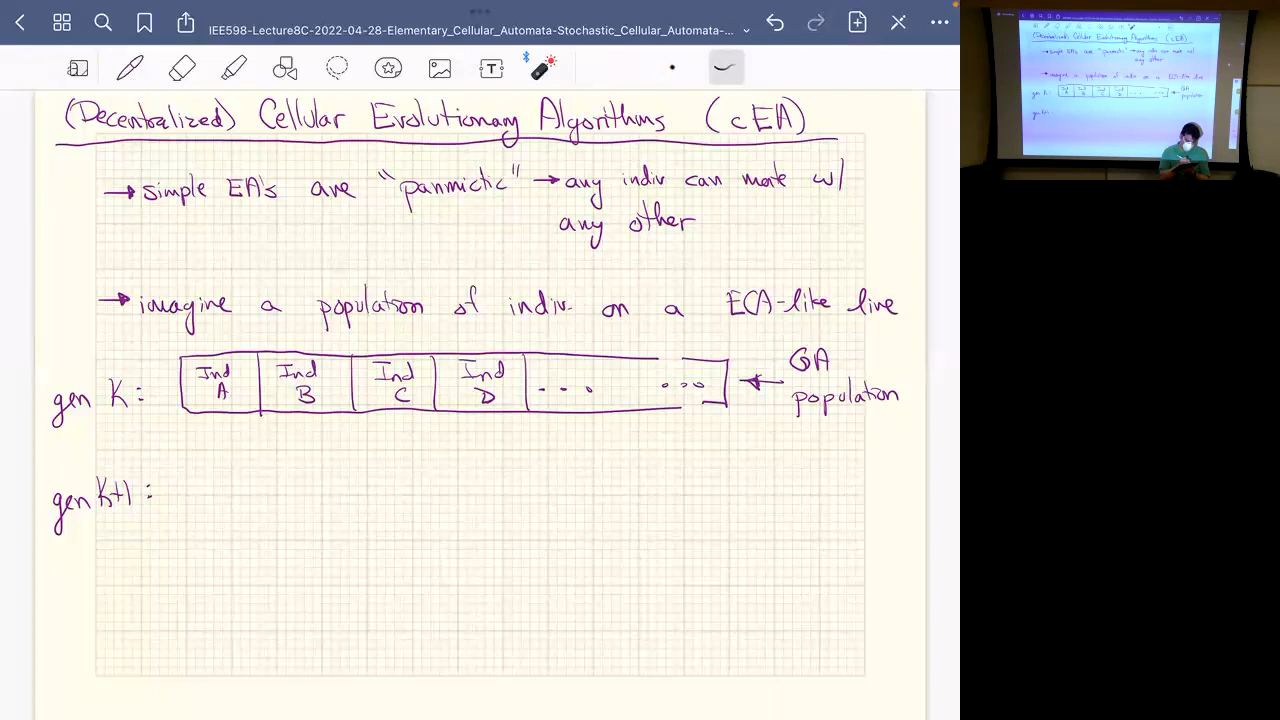 IEE598-Lecture8C-2022-04-28-Elementary_Cellular_Automata-Stochastic_Cellular_Automata-...
(Decentralized) Cellular Evolutionary Algorithms (cEA)
→ simple EA's are "panmictic" → any indiv can mate w/
any other
→ imagine a population of indiv. on a ECA-like line
gen K: Ind A Ind B Ind C Ind D ... ... ← GA population
gen K+1: